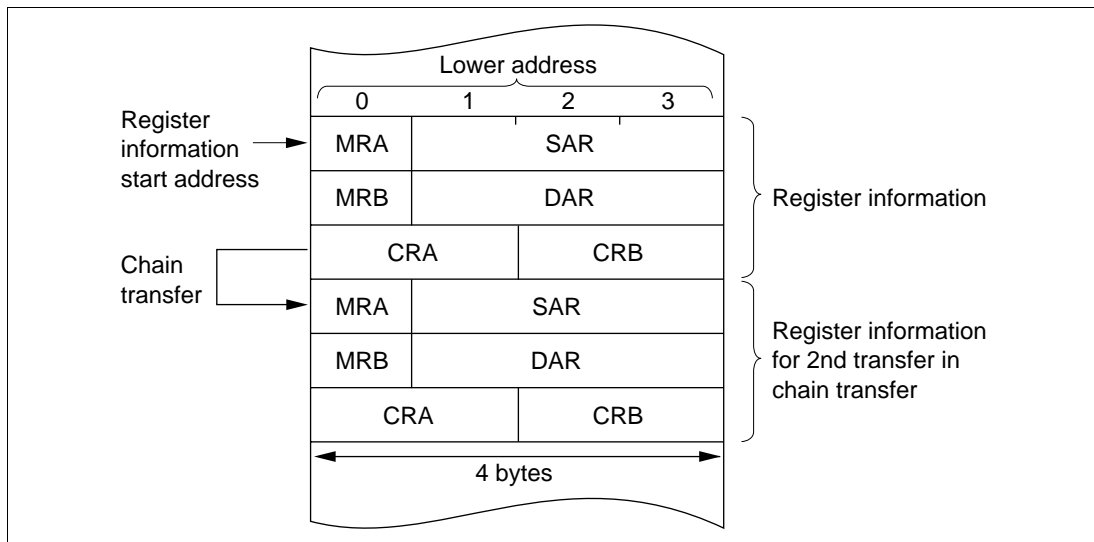 Lower address
0 1 2 3
Register
information
start address
MRA SAR
MRB DAR
Register information
CRA CRB
Chain
transfer
MRA SAR
MRB DAR
Register information
for 2nd transfer in
chain transfer
CRA CRB
4 bytes